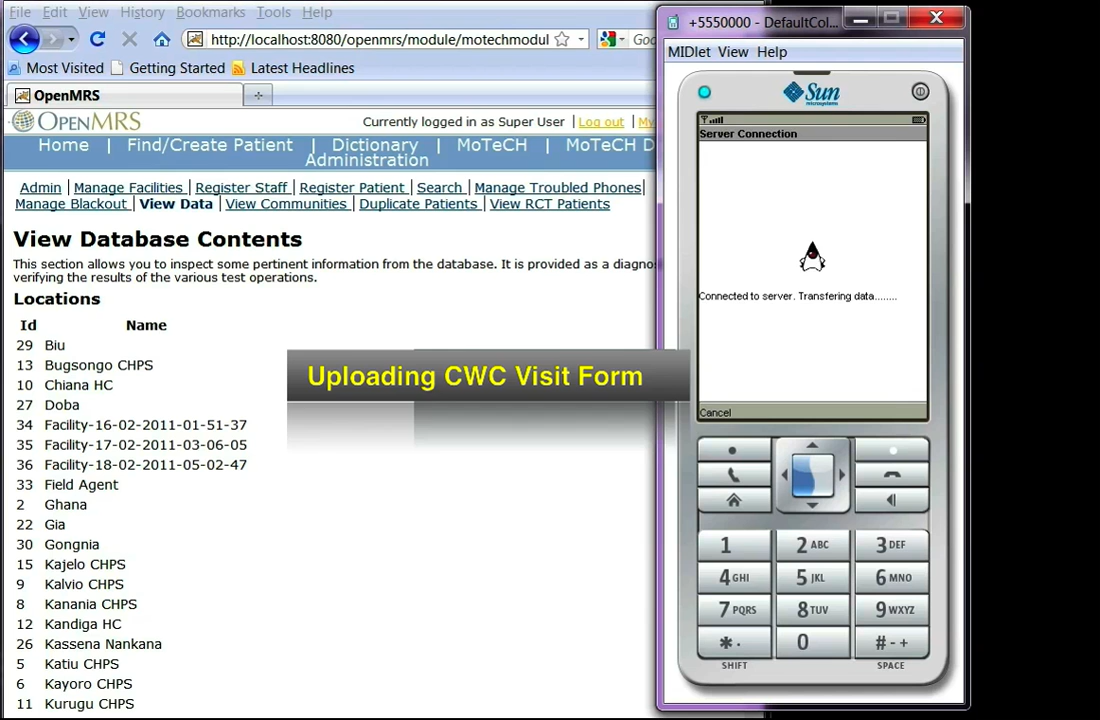 File Edit View History Bookmarks Tools Help
http://localhost:8080/openmrs/module/motechmodul
Most Visited Getting Started Latest Headlines
OpenMRS
OPENMRS
Currently logged in as Super User | Log out | My
Home | Find/Create Patient | Dictionary | MoTeCH | MoTeCH D
Administration
Admin | Manage Facilities | Register Staff | Register Patient | Search | Manage Troubled Phones |
Manage Blackout | View Data | View Communities | Duplicate Patients | View RCT Patients
View Database Contents
This section allows you to inspect some pertinent information from the database. It is provided as a diagno
verifying the results of the various test operations.
Locations
Id Name
29 Biu
13 Bugsongo CHPS
10 Chiana HC
27 Doba
34 Facility-16-02-2011-01-51-37
35 Facility-17-02-2011-03-06-05
36 Facility-18-02-2011-05-02-47
33 Field Agent
2 Ghana
22 Gia
30 Gongnia
15 Kajelo CHPS
9 Kalvio CHPS
8 Kanania CHPS
12 Kandiga HC
26 Kassena Nankana
5 Katiu CHPS
6 Kayoro CHPS
11 Kurugu CHPS
Uploading CWC Visit Form
+5550000 - DefaultCol...
MIDlet View Help
Sun
microsystems
Server Connection
Connected to server. Transfering data........
Cancel
1 2 ABC 3 DEF
4 GHI 5 JKL 6 MNO
7 PQRS 8 TUV 9 WXYZ
* . 0 # - +
SHIFT SPACE